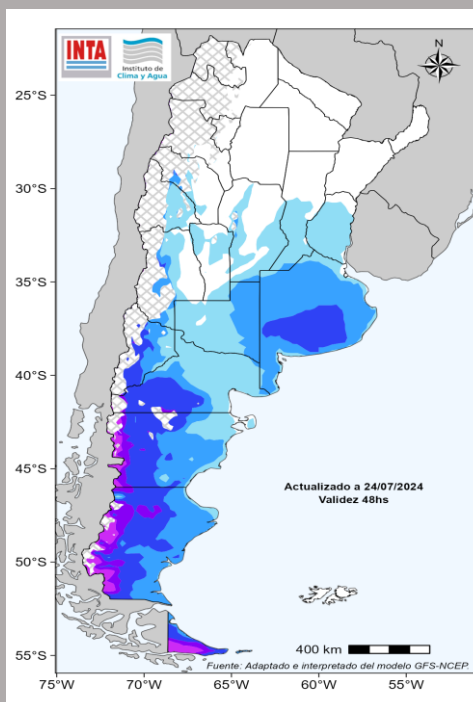 INTA
Instituto de
Clima y Agua
N
25°S
30°S
35°S
40°S
45°S
50°S
55°S
Actualizado a 24/07/2024
Validez 48hs
400 km
Fuente: Adaptado e interpretado del modelo GFS-NCEP.
75°W
70°W
65°W
60°W
55°W